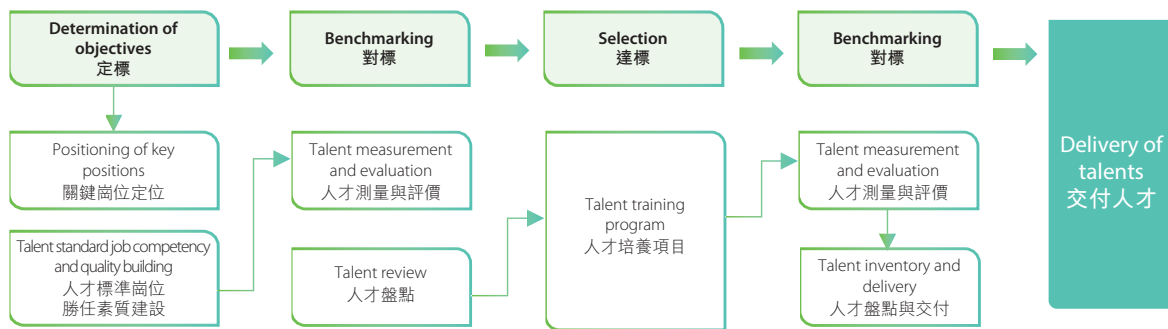 Determination of
objectives
定標
Benchmarking
對標
Selection
達標
Benchmarking
對標
Positioning of key
positions
關鍵崗位定位
Talent standard job competency
and quality building
人才標準崗位
勝任素質建設
Talent measurement
and evaluation
人才測量與評價
Talent review
人才盤點
Talent training
program
人才培養項目
Talent measurement
and evaluation
人才測量與評價
Talent inventory and
delivery
人才盤點與交付
Delivery of
talents
交付人才